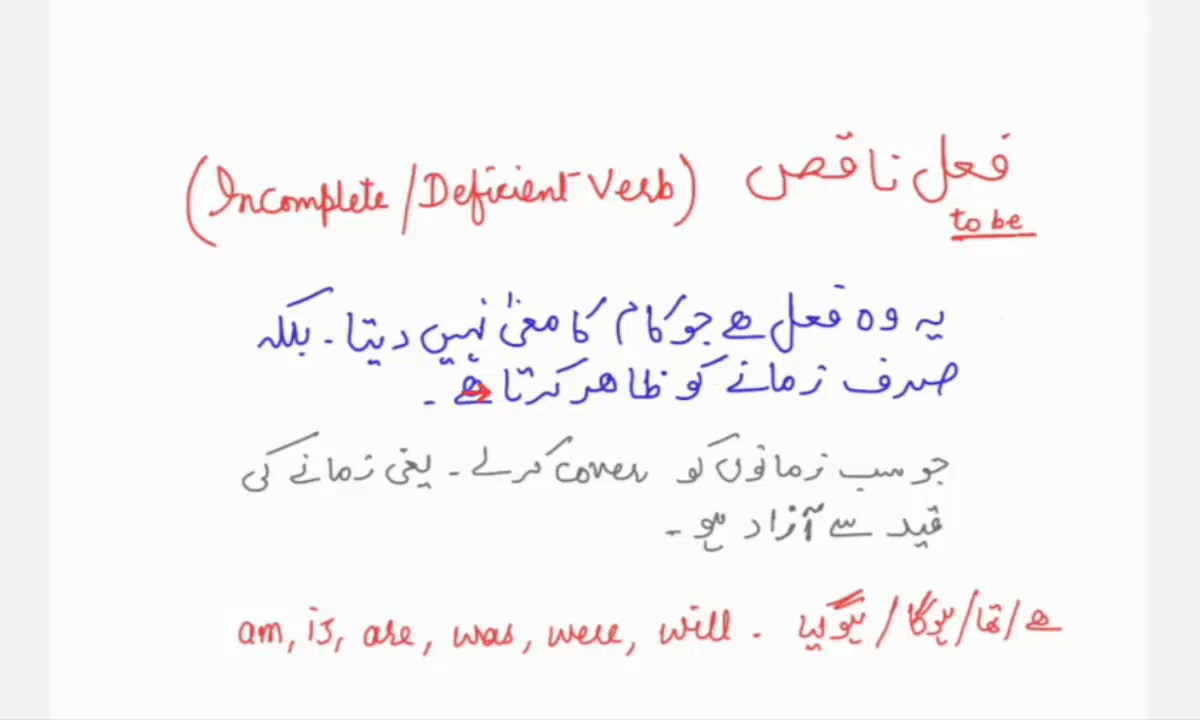 فعل ناقص (Incomplete/Deficient Verb)
to be
یہ وہ فعل ہے جو کام کا معنیٰ نہیں دیتا۔ بلکہ
صرف زمانے کو ظاہر کرتا ہے۔
جو سب زمانوں کو cover کرلے۔ یعنی زمانے کی
قید سے آزاد ہو۔
ہے/تھا/ہوگا/ہوگیا . am, is, are, was, were, will